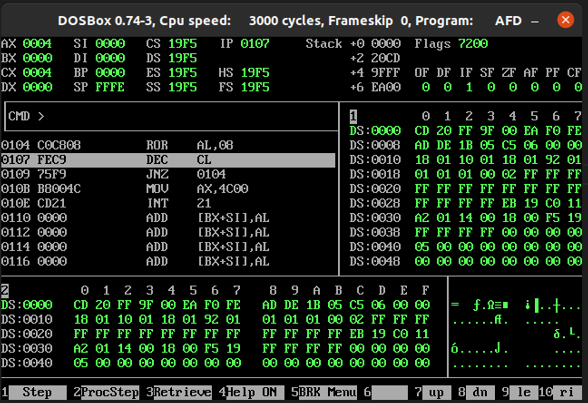 DOSBox 0.74-3, Cpu speed: 3000 cycles, Frameskip 0, Program: AFD
AX 0004 SI 0000 CS 19F5 IP 0107 Stack +0 0000 Flags 7200
BX 0000 DI 0000 DS 19F5 +2 20CD
CX 0004 BP 0000 ES 19F5 HS 19F5 +4 9FFF OF DF IF SF ZF AF PF CF
DX 0000 SP FFFE SS 19F5 FS 19F5 +6 EA00 0 0 1 0 0 0 0 0
CMD > 1 0 1 2 3 4 5 6 7
DS:0000 CD 20 FF 9F 00 EA F0 FE
0104 C0C808 ROR AL,08 DS:0008 AD DE 1B 05 C5 06 00 00
0107 FEC9 DEC CL DS:0010 18 01 10 01 18 01 92 01
0109 75F9 JNZ 0104 DS:0018 01 01 01 00 02 FF FF FF
010B B8004C MOV AX,4C00 DS:0020 FF FF FF FF FF FF FF FF
010E CD21 INT 21 DS:0028 FF FF FF FF EB 19 C0 11
0110 0000 ADD [BX+SI],AL DS:0030 A2 01 14 00 18 00 F5 19
0112 0000 ADD [BX+SI],AL DS:0038 FF FF FF FF 00 00 00 00
0114 0000 ADD [BX+SI],AL DS:0040 05 00 00 00 00 00 00 00
0116 0000 ADD [BX+SI],AL DS:0048 00 00 00 00 00 00 00 00
2 0 1 2 3 4 5 6 7 8 9 A B C D E F
DS:0000 CD 20 FF 9F 00 EA F0 FE AD DE 1B 05 C5 06 00 00
DS:0010 18 01 10 01 18 01 92 01 01 01 01 00 02 FF FF FF
DS:0020 FF FF FF FF FF FF FF FF FF FF FF FF EB 19 C0 11
DS:0030 A2 01 14 00 18 00 F5 19 FF FF FF FF 00 00 00 00
DS:0040 05 00 00 00 00 00 00 00 00 00 00 00 00 00 00 00
1 Step 2 ProcStep 3 Retrieve 4 Help ON 5 BRK Menu 6 7 up 8 dn 9 le 10 ri